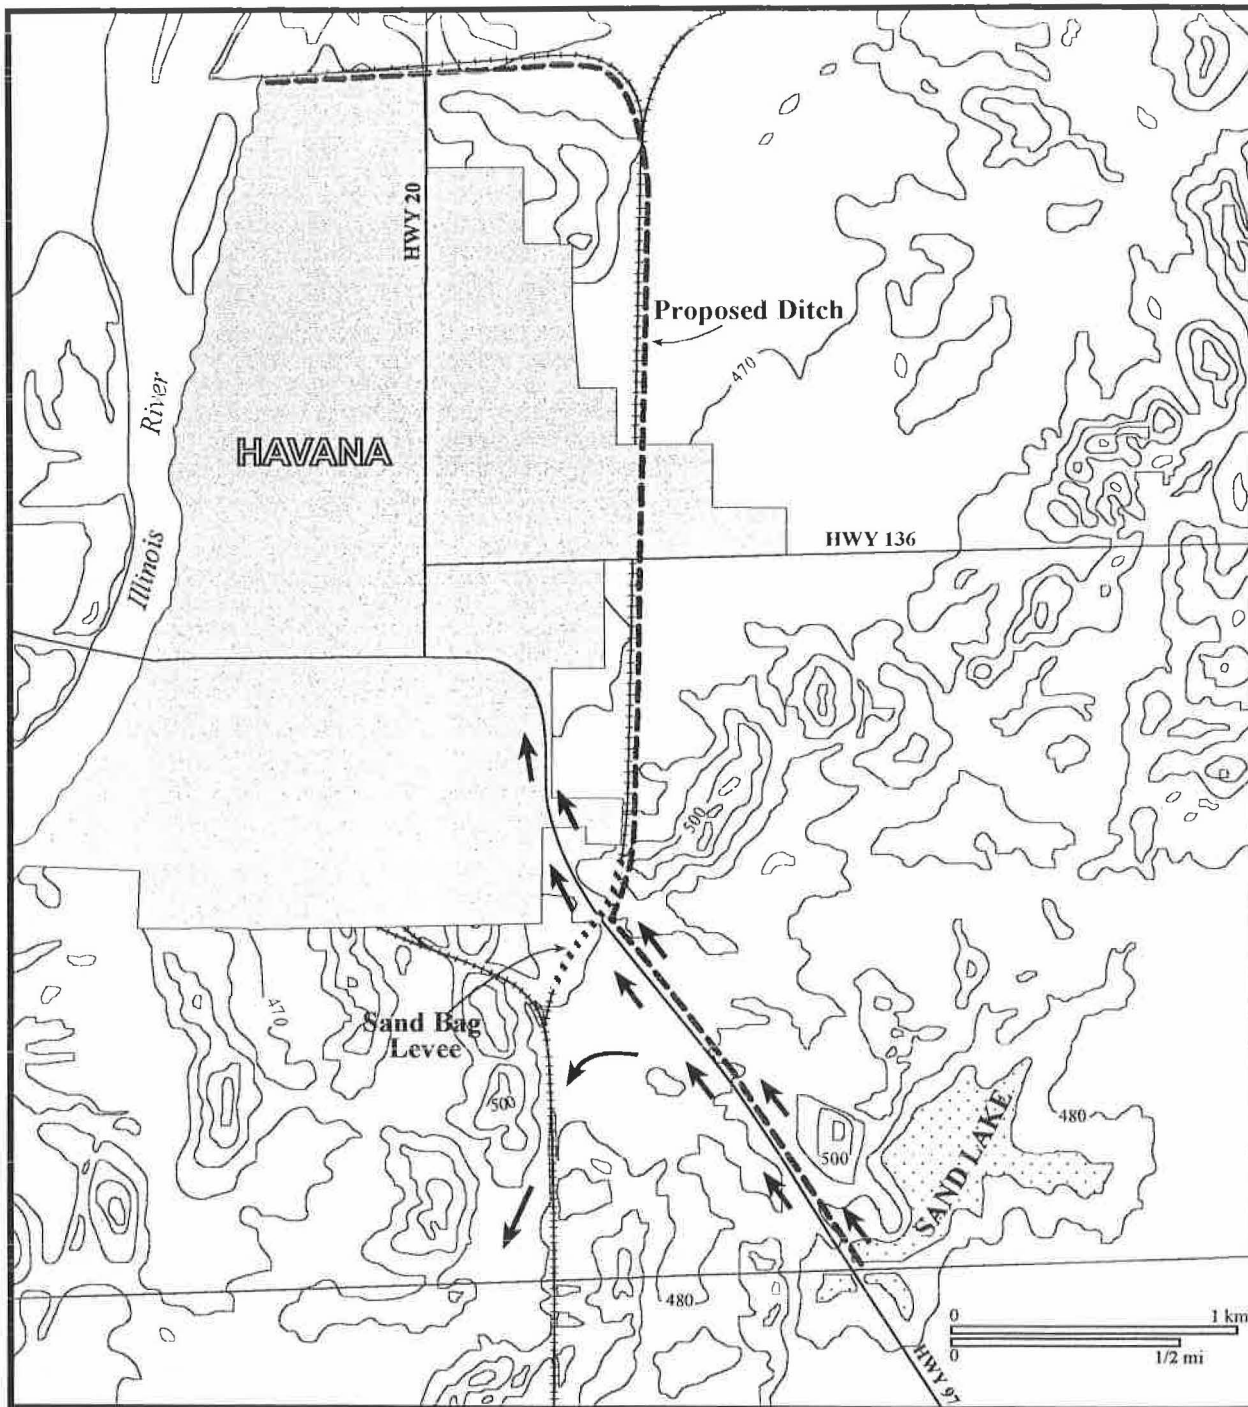 HWY 20
Proposed Ditch
470
River
HAVANA
HWY 136
Illinois
500
470
Sand Bag
Levee
500
500
SAND LAKE
480
480
0
1 km
0
1/2 mi
HWY 97